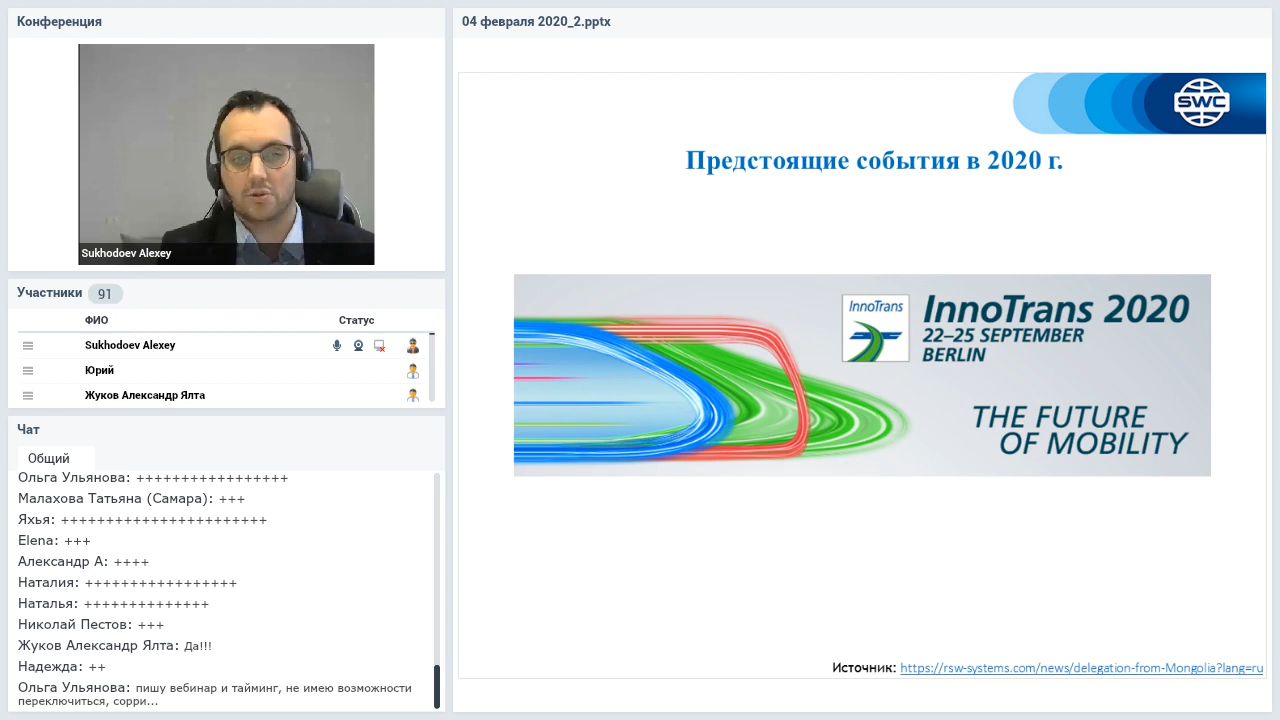 Конференция
Sukhodoev Alexey
Участники 91
ФИО Статус
Sukhodoev Alexey
Юрий
Жуков Александр Ялта
Чат
Общий
Ольга Ульянова: +++++++++++++++++
Малахова Татьяна (Самара): +++
Яхья: +++++++++++++++++++++++
Elena: +++
Александр А: ++++
Наталия: +++++++++++++++++
Наталья: ++++++++++++++
Николай Пестов: +++
Жуков Александр Ялта: Да!!!
Надежда: ++
Ольга Ульянова: пишу вебинар и тайминг, не имею возможности
переключиться, сорри...
04 февраля 2020_2.pptx
SWC
Предстоящие события в 2020 г.
InnoTrans
InnoTrans 2020
22–25 SEPTEMBER
BERLIN
THE FUTURE
OF MOBILITY
Источник: https://rsw-systems.com/news/delegation-from-Mongolia?lang=ru